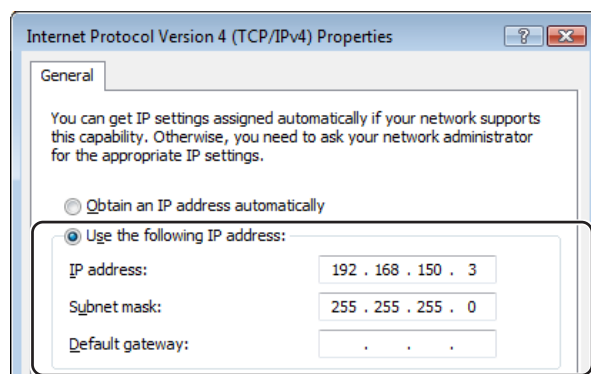 Internet Protocol Version 4 (TCP/IPv4) Properties
General
You can get IP settings assigned automatically if your network supports
this capability. Otherwise, you need to ask your network administrator
for the appropriate IP settings.
Obtain an IP address automatically
Use the following IP address:
IP address: 192 . 168 . 150 . 3
Subnet mask: 255 . 255 . 255 . 0
Default gateway: . . .